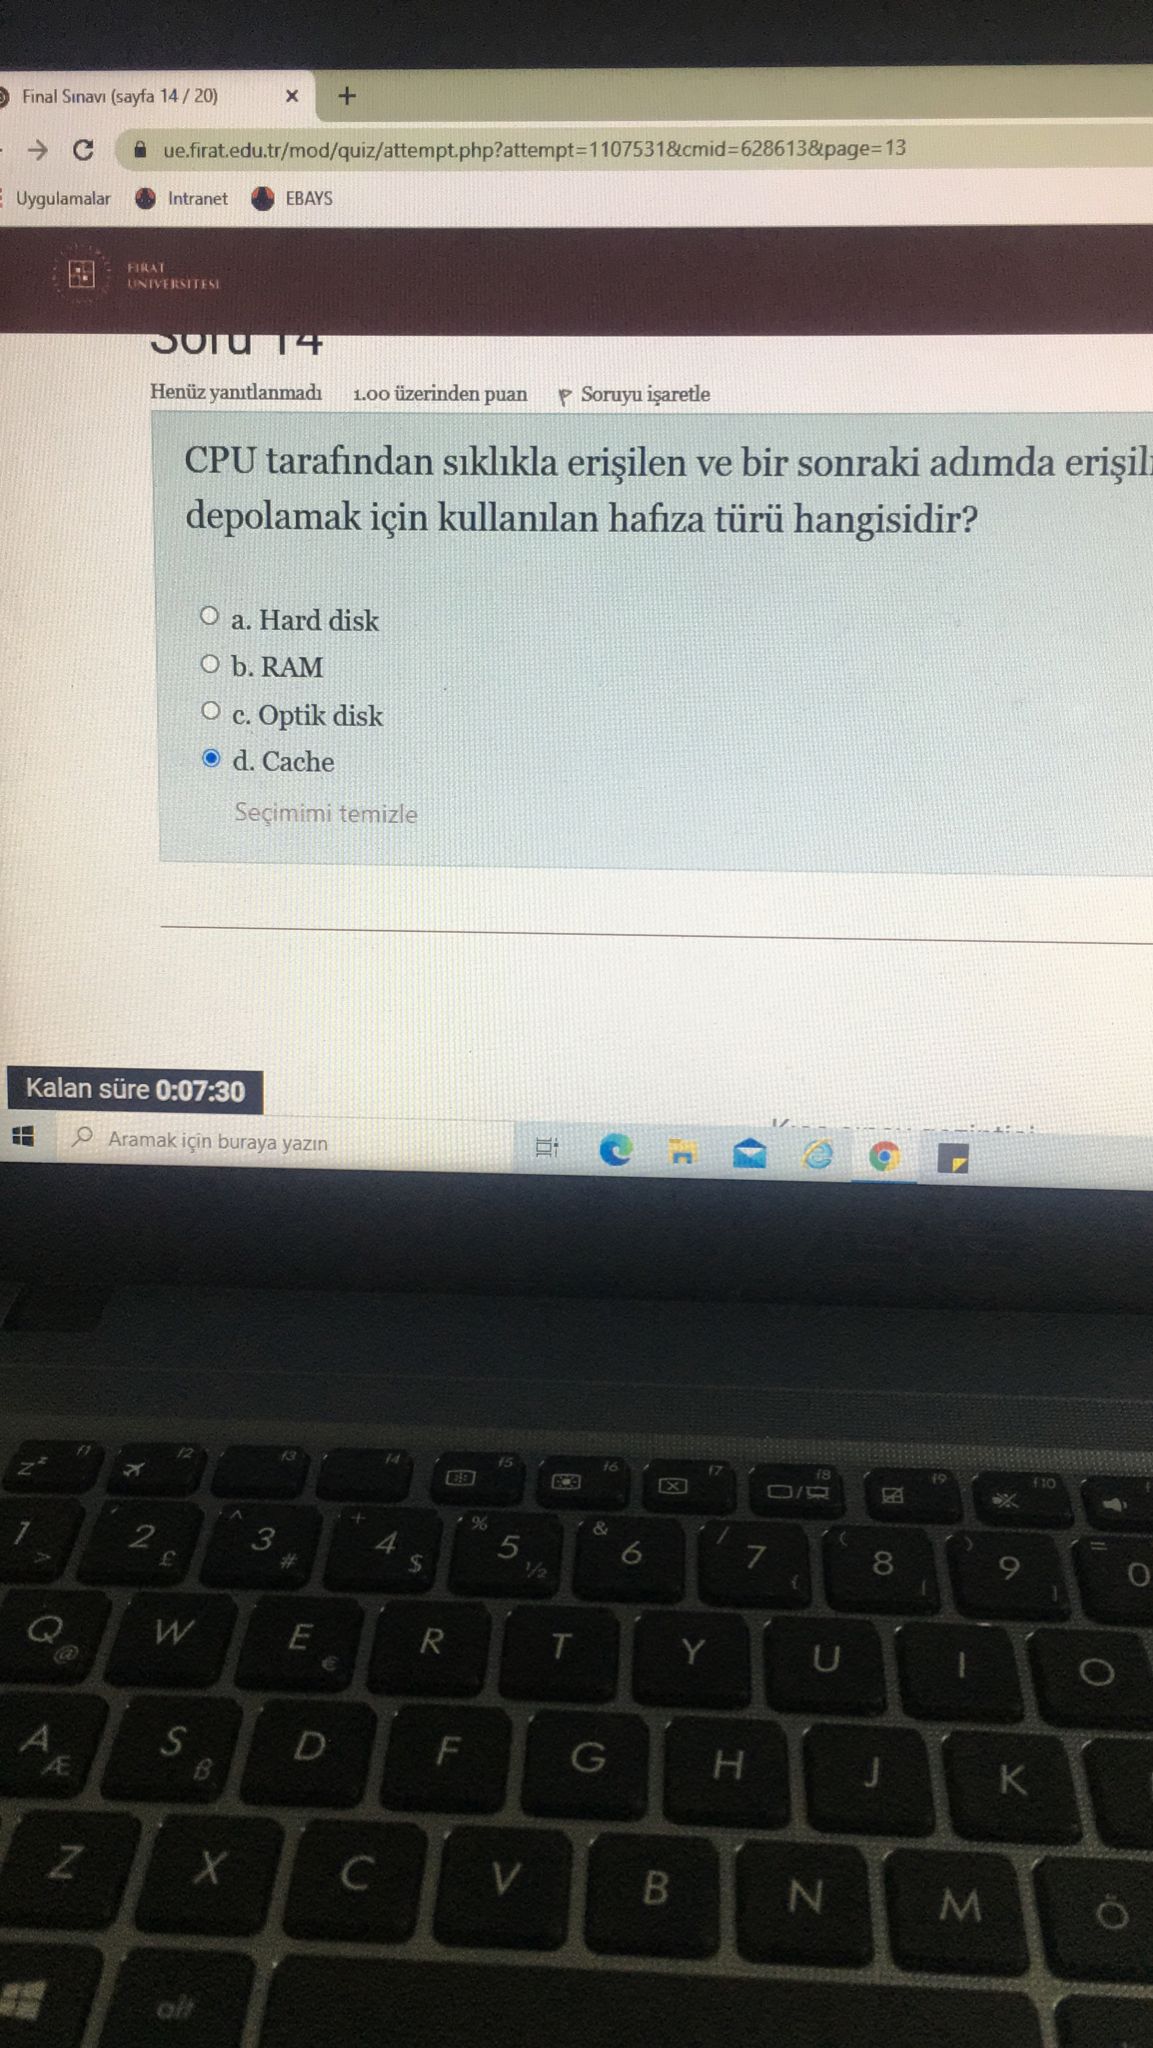 Final Sınavı (sayfa 14 / 20)
ue.firat.edu.tr/mod/quiz/attempt.php?attempt=1107531&cmid=628613&page=13
Uygulamalar Intranet EBAYS
FIRAT
ÜNİVERSİTESİ
Soru 14
Henüz yanıtlanmadı 1.00 üzerinden puan Soruyu işaretle
CPU tarafından sıklıkla erişilen ve bir sonraki adımda
depolamak için kullanılan hafıza türü hangisidir?
a. Hard disk
b. RAM
c. Optik disk
d. Cache
Seçimimi temizle
Kalan süre 0:07:30
Aramak için buraya yazın
f1 f2 f3 f4 f5 f6 f7 f8 f9 f10
1 > 2 £ ^ 3 # + 4 $ % 5 ½ & 6 / 7 { ( 8 [ ) 9 ] = 0
Q @ W E € R T Y U I O
A Æ S ß D F G H J K
Z X C V B N M Ö
alt